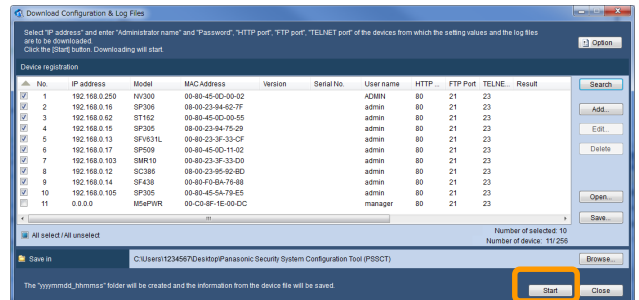 Download Configuration & Log Files
Select "IP address" and enter "Administrator name" and "Password", "HTTP port", "FTP port", "TELNET port" of the devices from which the setting values and the log files
are to be downloaded.
Click the [Start] button. Downloading will start.
Option
Device registration
No. IP address Model MAC Address Version Serial No. User name HTTP ... FTP Port TELNE... Result
Search
1 192.168.0.250 NV300 00-80-45-0D-00-02 ADMIN 80 21 23
2 192.168.0.16 SP306 08-00-23-94-62-7F admin 80 21 23
Add...
3 192.168.0.62 ST162 00-80-45-0D-00-55 admin 80 21 23
4 192.168.0.15 SP305 08-00-23-94-75-29 admin 80 21 23
Edit...
5 192.168.0.13 SFV631L 00-80-23-3F-33-CF admin 80 21 23
6 192.168.0.17 SP509 00-80-45-0D-11-02 admin 80 21 23
Delete
7 192.168.0.103 SMR10 00-80-23-3F-33-D0 admin 80 21 23
8 192.168.0.12 SC386 08-00-23-95-92-BD admin 80 21 23
9 192.168.0.14 SF438 00-80-F0-BA-76-88 admin 80 21 23
10 192.168.0.105 SP305 00-80-45-5A-79-E5 admin 80 21 23
Open...
11 0.0.0.0 M5ePWR 00-C0-8F-1E-00-DC manager 80 21 23
Save...
All select / All unselect
Number of selected: 10
Number of device: 11/ 256
Save in
C:\Users\1234567\Desktop\Panasonic Security System Configuration Tool (PSSCT)
Browse...
The "yyyymmdd_hhmmss" folder will be created and the information from the device file will be saved.
Start
Close